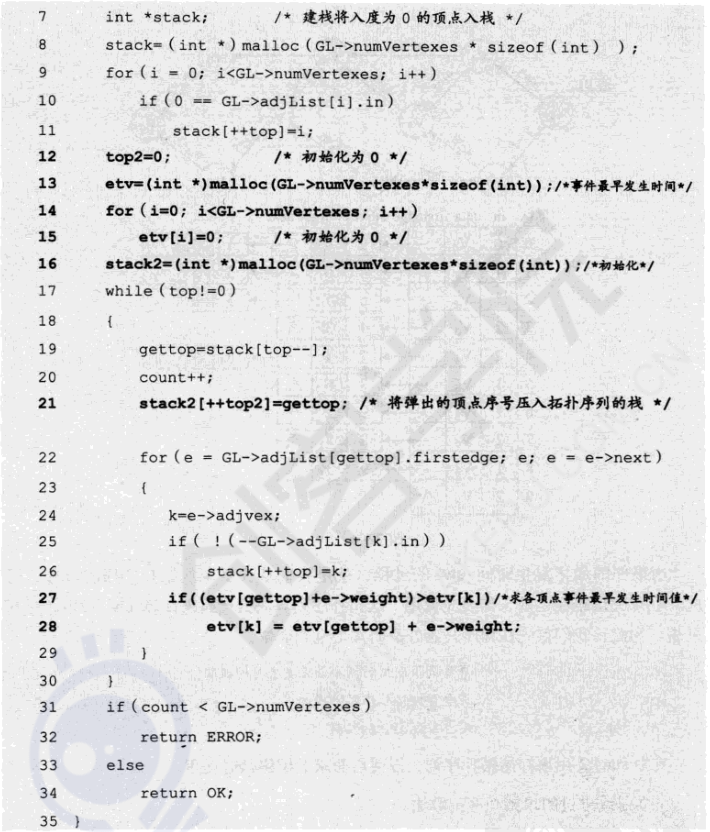 7 int *stack; /* 建栈将入度为 0 的顶点入栈 */
8 stack=(int *)malloc(GL->numVertexes * sizeof(int) );
9 for(i = 0; i<GL->numVertexes; i++)
10 if(0 == GL->adjList[i].in)
11 stack[++top]=i;
12 top2=0; /* 初始化为 0 */
13 etv=(int *)malloc(GL->numVertexes*sizeof(int));/*事件最早发生时间*/
14 for(i=0; i<GL->numVertexes; i++)
15 etv[i]=0; /* 初始化为 0 */
16 stack2=(int *)malloc(GL->numVertexes*sizeof(int));/*初始化*/
17 while(top!=0)
18 {
19 gettop=stack[top--];
20 count++;
21 stack2[++top2]=gettop; /* 将弹出的顶点序号压入拓扑序列的栈 */
22 for(e = GL->adjList[gettop].firstedge; e; e = e->next)
23 {
24 k=e->adjvex;
25 if( !(--GL->adjList[k].in))
26 stack[++top]=k;
27 if((etv[gettop]+e->weight)>etv[k])/*求各顶点事件最早发生时间值*/
28 etv[k] = etv[gettop] + e->weight;
29 }
30 }
31 if(count < GL->numVertexes)
32 return ERROR;
33 else
34 return OK;
35 }